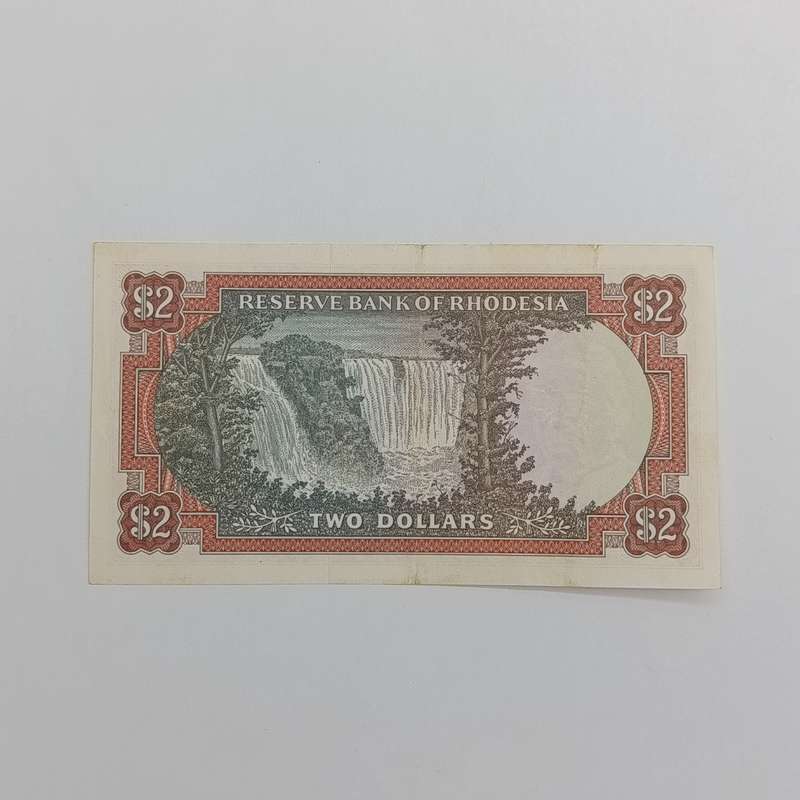 RESERVE BANK OF RHODESIA
$2 $2
$2 TWO DOLLARS $2